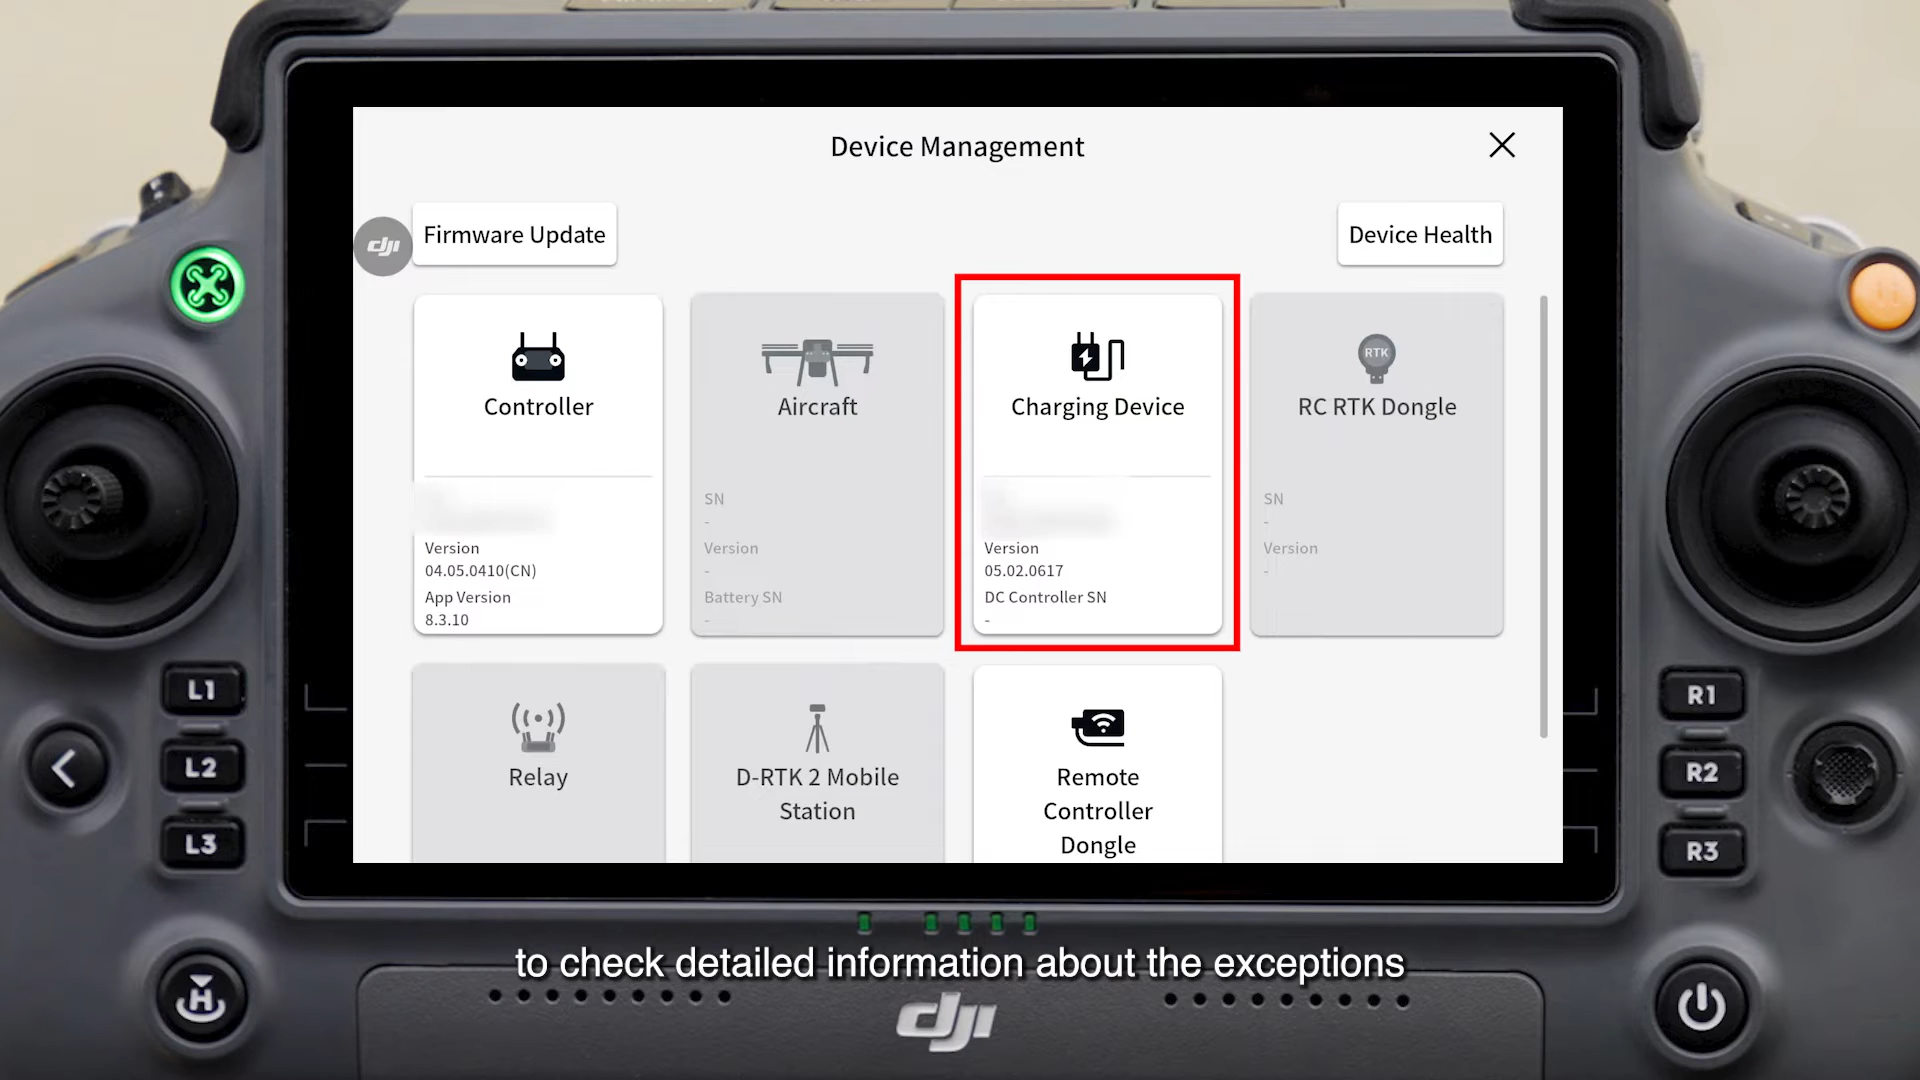 Device Management
dji
Firmware Update
Device Health
Controller
Aircraft
Charging Device
RTK
RC RTK Dongle
SN
-
SN
-
Version
04.05.0410(CN)
App Version
8.3.10
Version
-
Battery SN
-
Version
05.02.0617
DC Controller SN
-
Version
-
Relay
D-RTK 2 Mobile
Station
Remote
Controller
Dongle
L1
L2
L3
R1
R2
R3
H
to check detailed information about the exceptions
dji